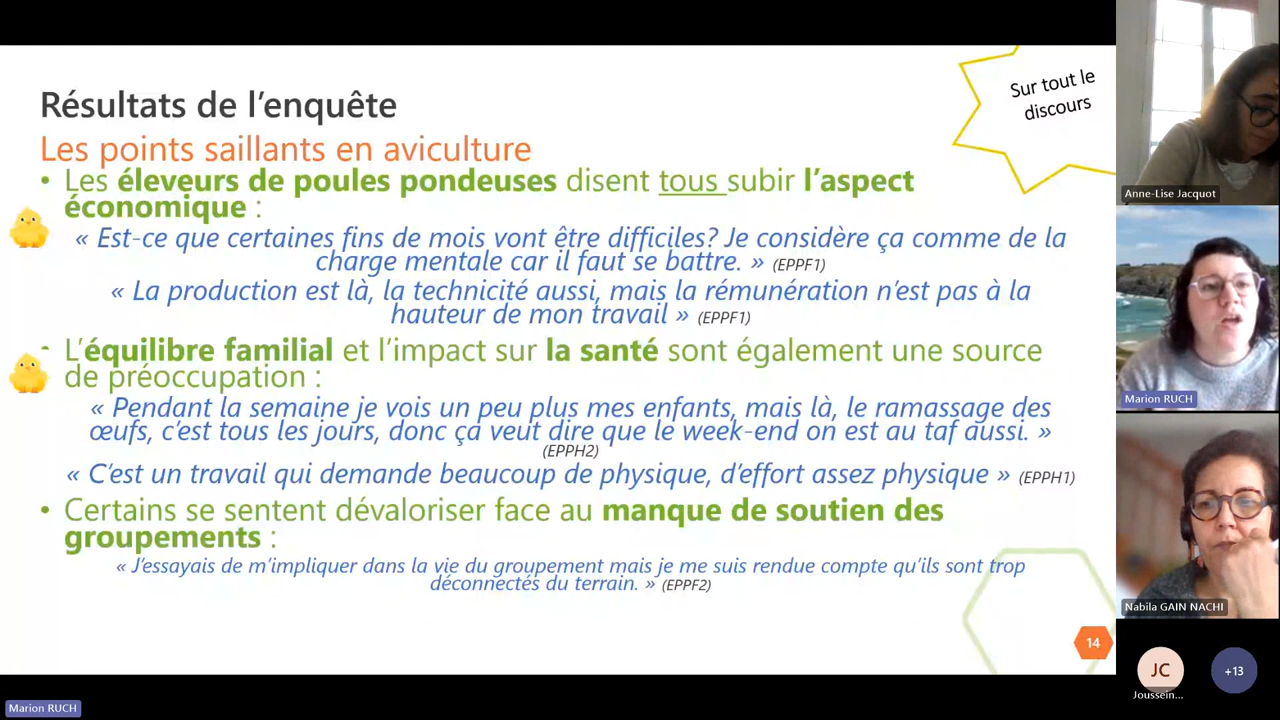 Résultats de l'enquête
Les points saillants en aviculture
Sur tout le
discours
• Les éleveurs de poules pondeuses disent tous subir l'aspect
économique :
« Est-ce que certaines fins de mois vont être difficiles? Je considère ça comme de la
charge mentale car il faut se battre. » (EPPF1)
« La production est là, la technicité aussi, mais la rémunération n'est pas à la
hauteur de mon travail » (EPPF1)
• L'équilibre familial et l'impact sur la santé sont également une source
de préoccupation :
« Pendant la semaine je vois un peu plus mes enfants, mais là, le ramassage des
œufs, c'est tous les jours, donc ça veut dire que le week-end on est au taf aussi. »
(EPPH2)
« C'est un travail qui demande beaucoup de physique, d'effort assez physique » (EPPH1)
• Certains se sentent dévaloriser face au manque de soutien des
groupements :
« J'essayais de m'impliquer dans la vie du groupement mais je me suis rendue compte qu'ils sont trop
déconnectés du terrain. » (EPPF2)
14
Marion RUCH
Anne-Lise Jacquot
Marion RUCH
Nabila GAIN NACHI
JC
Joussein...
+13